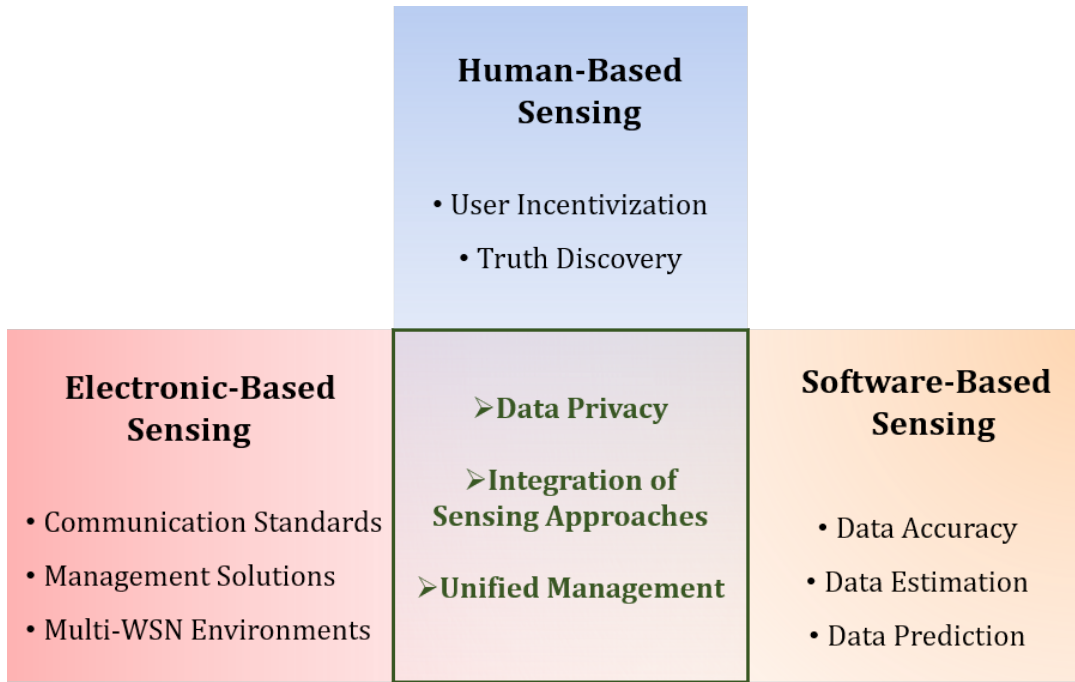 Human-Based
Sensing
• User Incentivization
• Truth Discovery
Electronic-Based
Sensing
• Communication Standards
• Management Solutions
• Multi-WSN Environments
➢Data Privacy
➢Integration of
Sensing Approaches
➢Unified Management
Software-Based
Sensing
• Data Accuracy
• Data Estimation
• Data Prediction